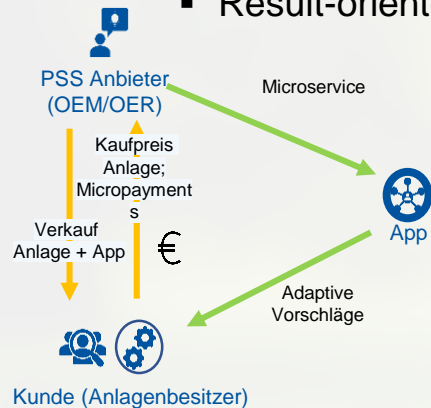 ▪ Result-orient
PSS Anbieter
(OEM/OER)
Microservice
Kaufpreis
Anlage;
Micropayment
s
App
Verkauf
Anlage + App
€
Adaptive
Vorschläge
Kunde (Anlagenbesitzer)